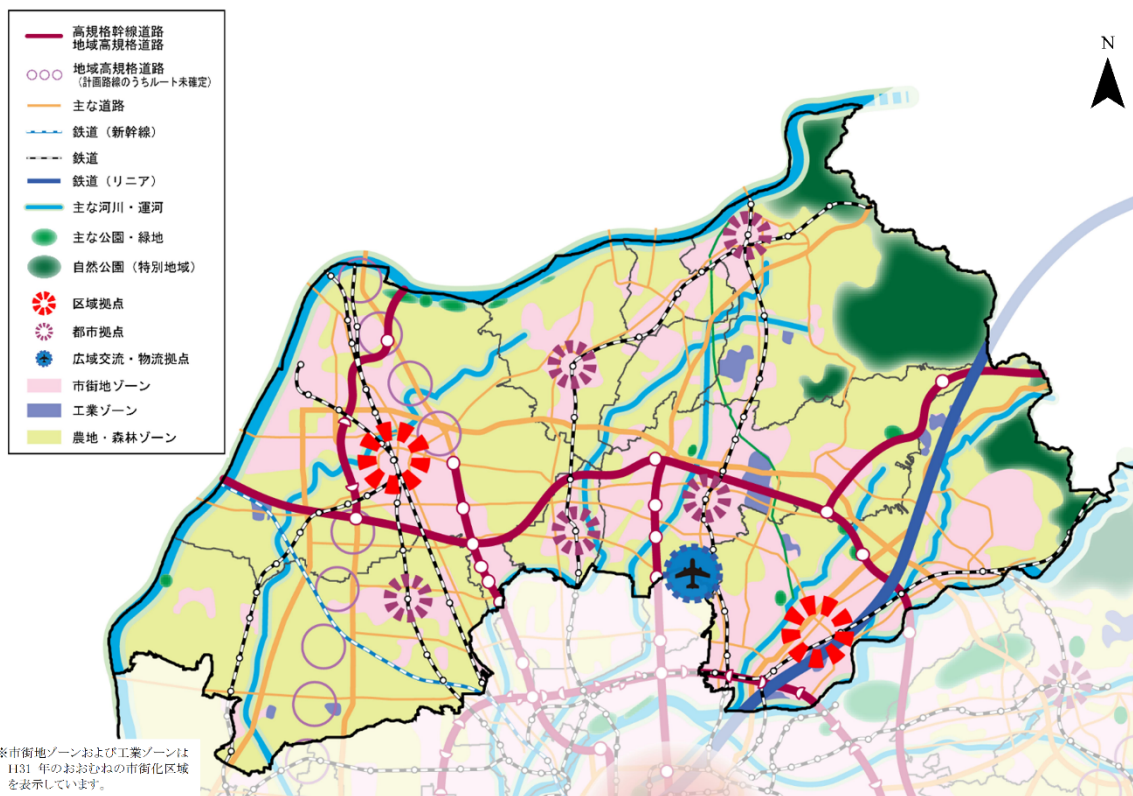 高規格幹線道路
地域高規格道路
地域高規格道路
(計画路線のうちルート未確定)
主な道路
鉄道(新幹線)
鉄道
鉄道(リニア)
主な河川・運河
主な公園・緑地
自然公園(特別地域)
区域拠点
都市拠点
広域交流・物流拠点
市街地ゾーン
工業ゾーン
農地・森林ゾーン
N
※市街地ゾーンおよび工業ゾーンは
H31 年のおおむねの市街化区域
を表示しています。